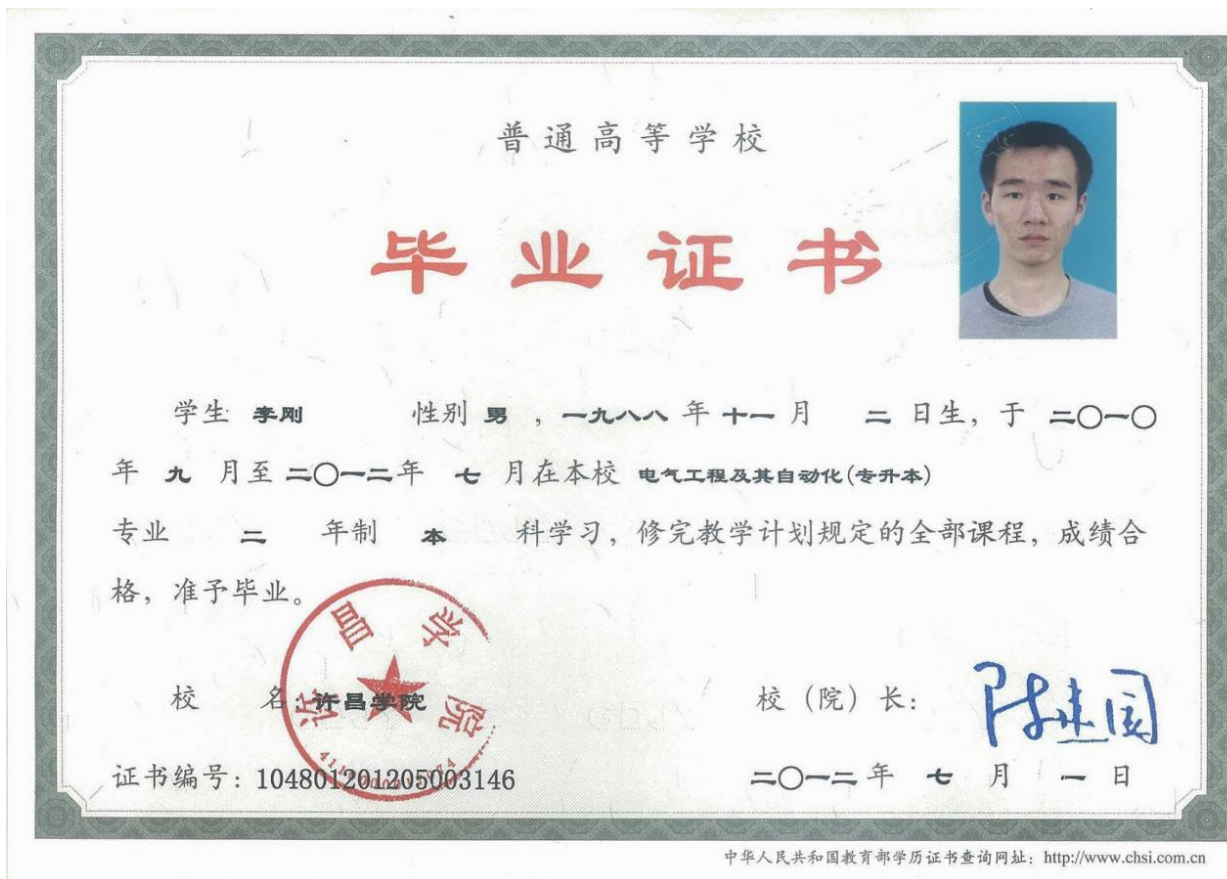 普通高等学校
毕业证书
学生 李刚 性别 男 ，一九八八 年 十一 月 二 日生，于 二〇一〇
年 九 月至 二〇一二 年 七 月在本校 电气工程及其自动化(专升本)
专业 二 年制 本 科学习，修完教学计划规定的全部课程，成绩合
格，准予毕业。
许昌学院
校 名：许昌学院 校（院）长：
证书编号：104801201205003146 二〇一二 年 七 月 一 日
中华人民共和国教育部学历证书查询网址：http://www.chsi.com.cn